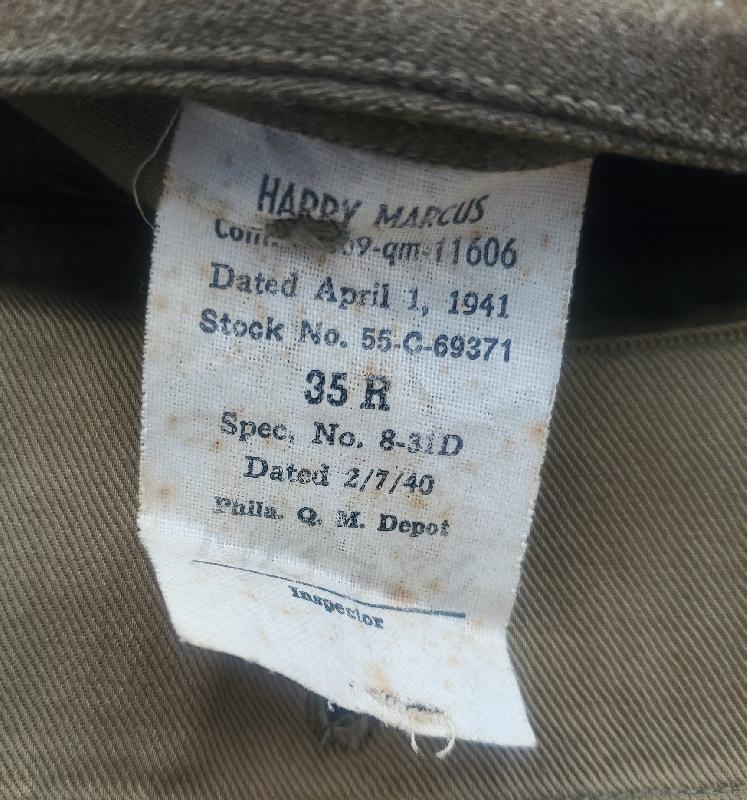 HARRY MARCUS
69-qm-11606
Dated April 1, 1941
Stock No. 55-C-69371
35 R
Spec. No. 8-31D
Dated 2/7/40
Phila. Q. M. Depot
Inspector